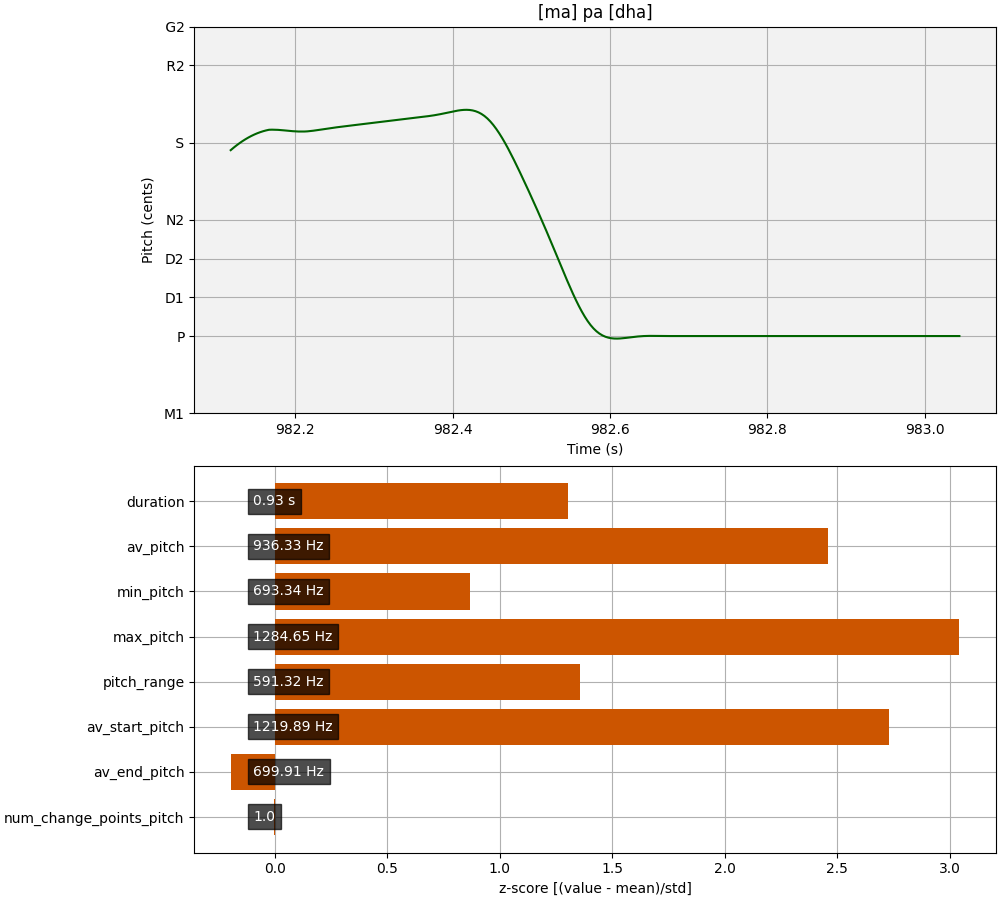 [ma] pa [dha]
G2
R2
S
N2
D2
D1
P
M1
Pitch (cents)
982.2 982.4 982.6 982.8 983.0
Time (s)
duration 0.93 s
av_pitch 936.33 Hz
min_pitch 693.34 Hz
max_pitch 1284.65 Hz
pitch_range 591.32 Hz
av_start_pitch 1219.89 Hz
av_end_pitch 699.91 Hz
num_change_points_pitch 1.0
0.0 0.5 1.0 1.5 2.0 2.5 3.0
z-score [(value - mean)/std]